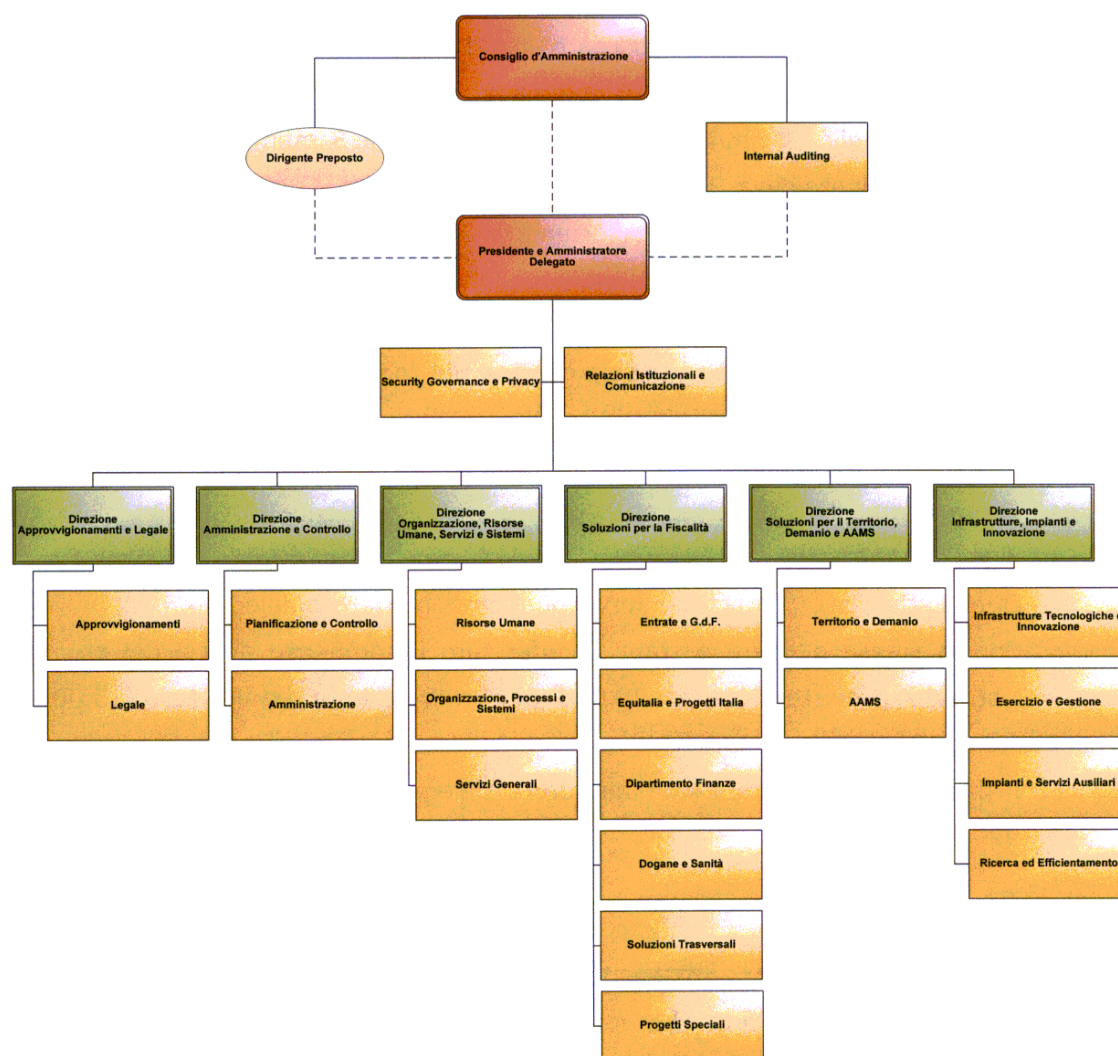 Consiglio d'Amministrazione
Dirigente Preposto
Internal Auditing
Presidente e Amministratore
Delegato
Security Governance e Privacy
Relazioni Istituzionali e
Comunicazione
Direzione
Approvvigionamenti e Legale
Direzione
Amministrazione e Controllo
Direzione
Organizzazione, Risorse
Umane, Servizi e Sistemi
Direzione
Soluzioni per la Fiscalità
Direzione
Soluzioni per il Territorio,
Demanio e AAMS
Direzione
Infrastrutture, Impianti e
Innovazione
Approvvigionamenti
Legale
Pianificazione e Controllo
Amministrazione
Risorse Umane
Organizzazione, Processi e
Sistemi
Servizi Generali
Entrate e G.d.F.
Equitalia e Progetti Italia
Dipartimento Finanze
Dogane e Sanità
Soluzioni Trasversali
Progetti Speciali
Territorio e Demanio
AAMS
Infrastrutture Tecnologiche e
Innovazione
Esercizio e Gestione
Impianti e Servizi Ausiliari
Ricerca ed Efficientamento